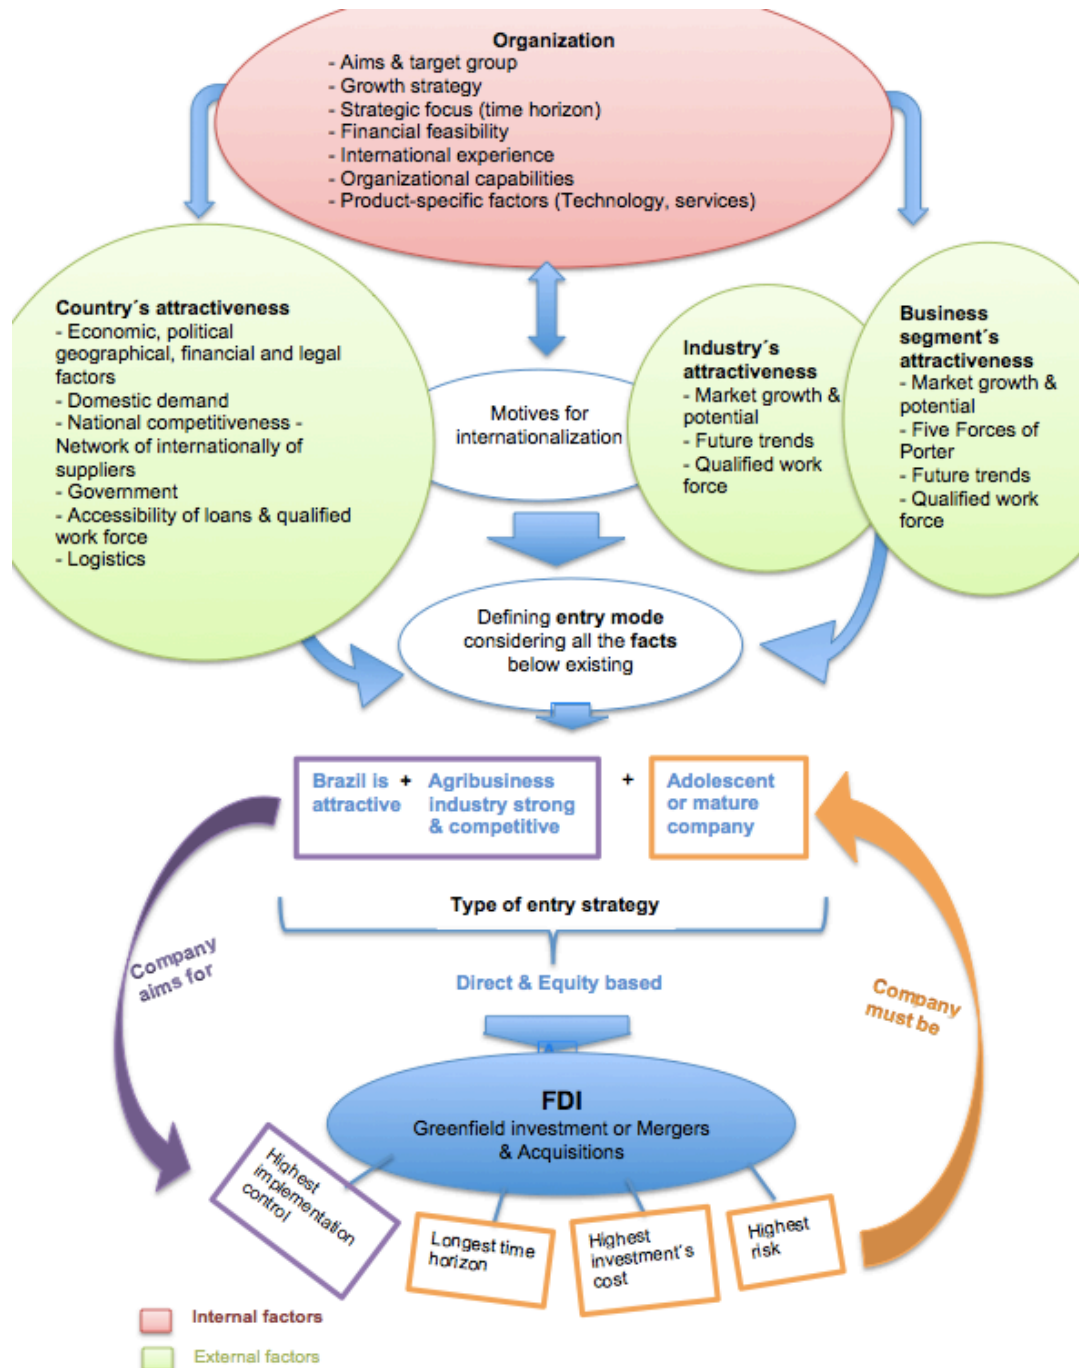 Organization
- Aims & target group
- Growth strategy
- Strategic focus (time horizon)
- Financial feasibility
- International experience
- Organizational capabilities
- Product-specific factors (Technology, services)
Country´s attractiveness
- Economic, political
geographical, financial and legal
factors
- Domestic demand
- National competitiveness -
Network of internationally of
suppliers
- Government
- Accessibility of loans & qualified
work force
- Logistics
Motives for
internationalization
Industry´s
attractiveness
- Market growth &
potential
- Future trends
- Qualified work
force
Business
segment´s
attractiveness
- Market growth &
potential
- Five Forces of
Porter
- Future trends
- Qualified work
force
Defining entry mode
considering all the facts
below existing
Brazil is + Agribusiness
attractive industry strong
& competitive
+
Adolescent
or mature
company
Type of entry strategy
Company
aims for
Direct & Equity based
Company
must be
FDI
Greenfield investment or Mergers
& Acquisitions
Highest
implementation
control
Longest time
horizon
Highest
investment´s
cost
Highest
risk
Internal factors
External factors